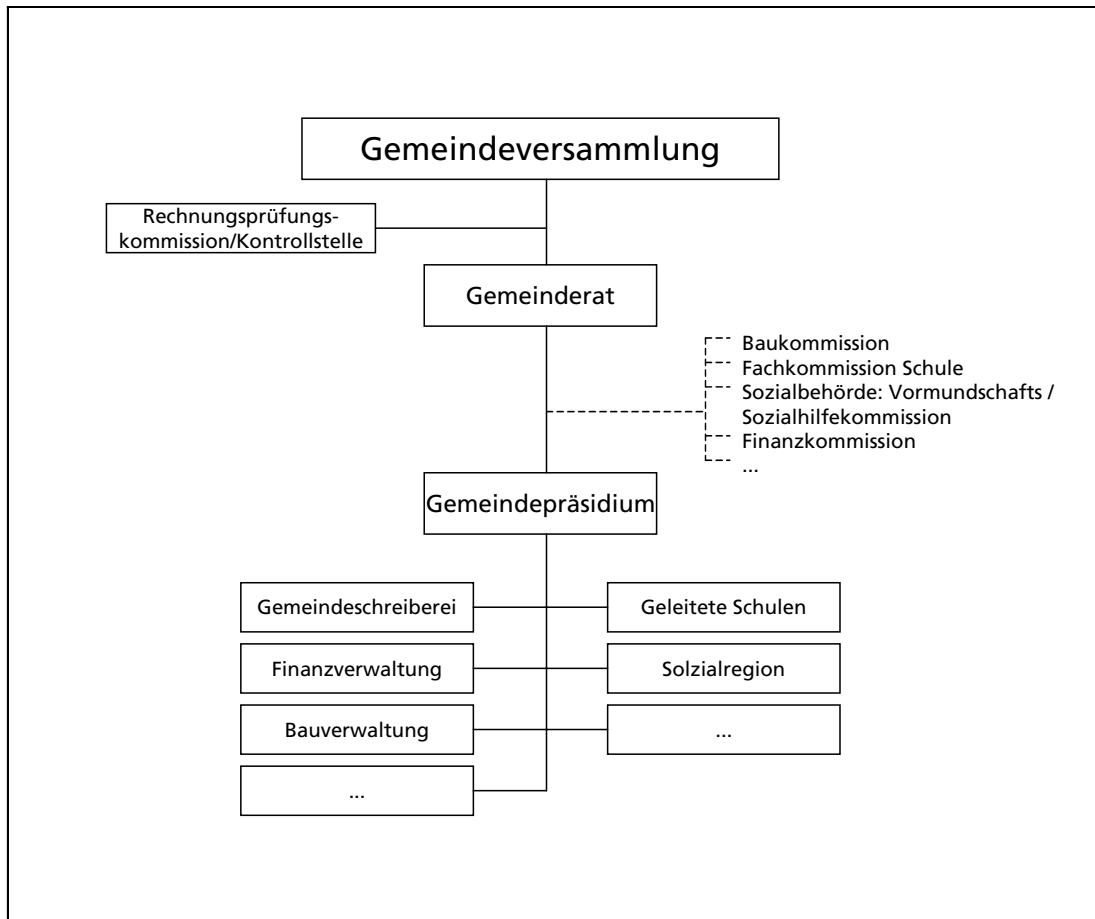 Gemeindeversammlung
Rechnungsprüfungs-
kommission/Kontrollstelle
Gemeinderat
Baukommission
Fachkommission Schule
Sozialbehörde: Vormundschafts /
Sozialhilfekommission
Finanzkommission
...
Gemeindepräsidium
Gemeindeschreiberei
Geleitete Schulen
Finanzverwaltung
Solzialregion
Bauverwaltung
...
...